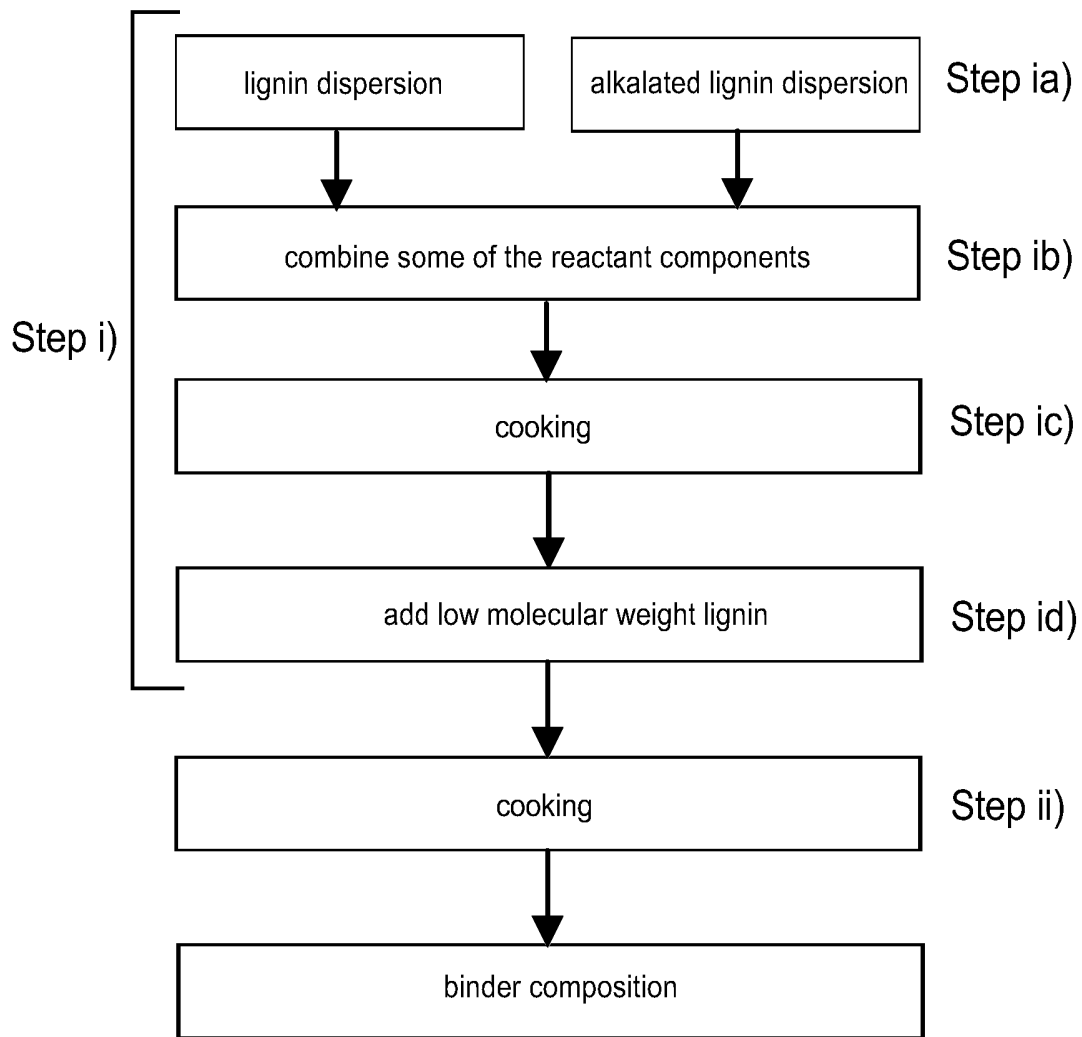 lignin dispersion
alkalated lignin dispersion
Step ia)
combine some of the reactant components
Step ib)
Step i)
cooking
Step ic)
add low molecular weight lignin
Step id)
cooking
Step ii)
binder composition